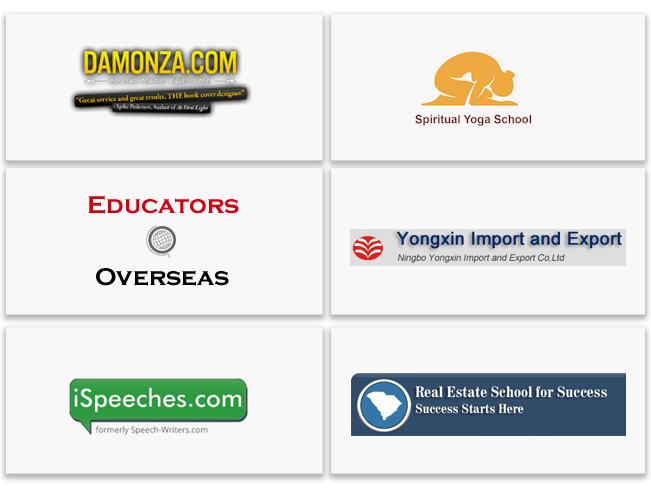 DAMONZA.COM
"Great service and great results. THE book cover designer."
- Spike Pedersen, Author of At First Light
Spiritual Yoga School
EDUCATORS
OVERSEAS
Yongxin Import and Export
Ningbo Yongxin Import and Export Co,Ltd
iSpeeches.com
formerly Speech-Writers.com
Real Estate School for Success
Success Starts Here